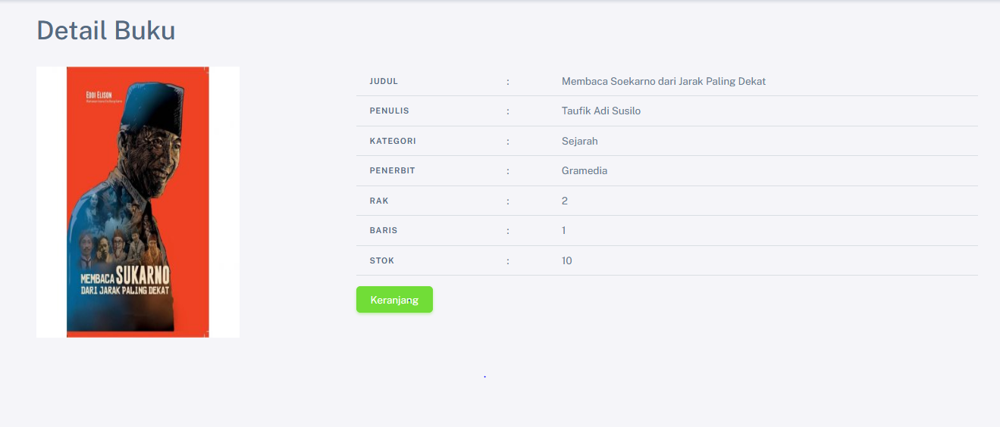 Detail Buku
EDDI ELISON
MEMBACA SUKARNO
DARI JARAK PALING DEKAT
JUDUL : Membaca Soekarno dari Jarak Paling Dekat
PENULIS : Taufik Adi Susilo
KATEGORI : Sejarah
PENERBIT : Gramedia
RAK : 2
BARIS : 1
STOK : 10
Keranjang